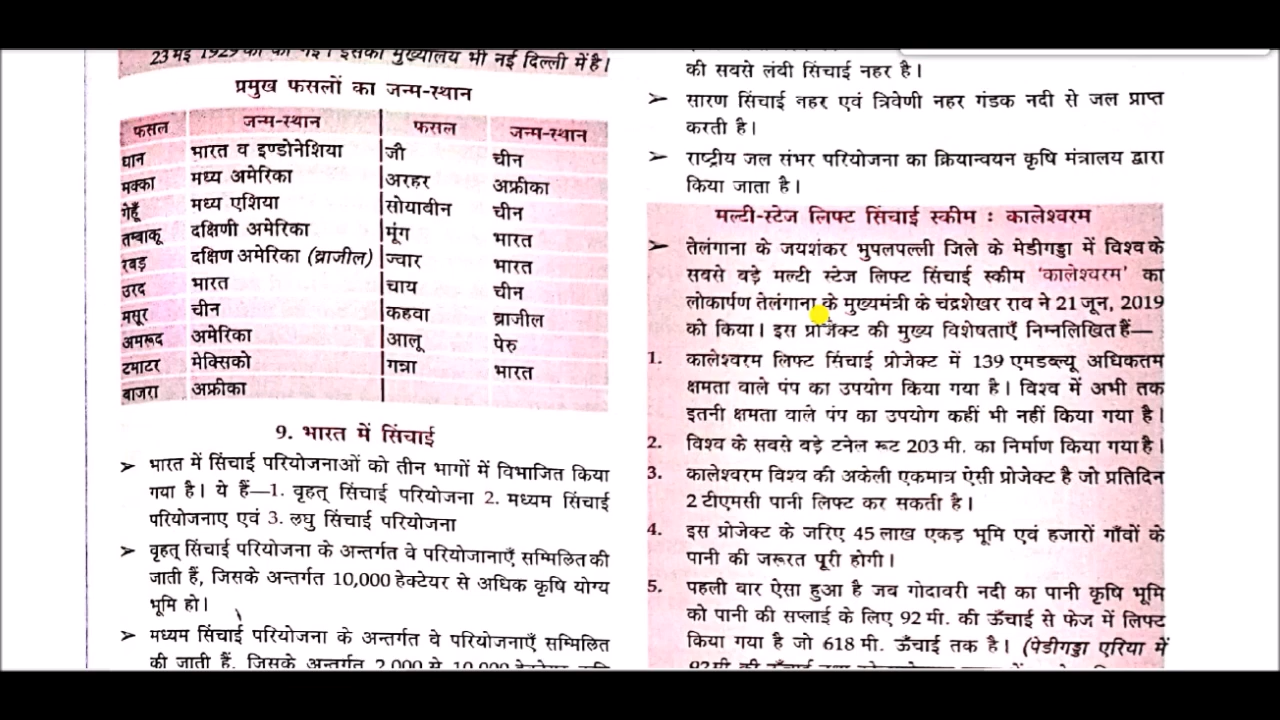 23 मई 1929 को की गई। इसका मुख्यालय भी नई दिल्ली में है।
प्रमुख फसलों का जन्म-स्थान
फसल जन्म-स्थान फसल जन्म-स्थान
धान भारत व इण्डोनेशिया जौ चीन
मक्का मध्य अमेरिका अरहर अफ्रीका
गेहूँ मध्य एशिया सोयाबीन चीन
तम्बाकू दक्षिणी अमेरिका मूंग भारत
रबड़ दक्षिण अमेरिका (ब्राजील) ज्वार भारत
उरद भारत चाय चीन
मसूर चीन कहवा ब्राजील
अमरूद अमेरिका आलू पेरु
टमाटर मेक्सिको गन्ना भारत
बाजरा अफ्रीका
9. भारत में सिंचाई
➢ भारत में सिंचाई परियोजनाओं को तीन भागों में विभाजित किया
गया है। ये हैं—1. वृहत् सिंचाई परियोजना 2. मध्यम सिंचाई
परियोजनाए एवं 3. लघु सिंचाई परियोजना
➢ वृहत् सिंचाई परियोजना के अन्तर्गत वे परियोजानाएँ सम्मिलित की
जाती हैं, जिसके अन्तर्गत 10,000 हेक्टेयर से अधिक कृषि योग्य
भूमि हो।
➢ मध्यम सिंचाई परियोजना के अन्तर्गत वे परियोजनाएँ सम्मिलित
की जाती हैं, जिसके अन्तर्गत 2,000 से 10,000 हेक्टेयर कृषि
की सबसे लंबी सिंचाई नहर है।
➢ सारण सिंचाई नहर एवं त्रिवेणी नहर गंडक नदी से जल प्राप्त
करती है।
➢ राष्ट्रीय जल संभर परियोजना का क्रियान्वयन कृषि मंत्रालय द्वारा
किया जाता है।
मल्टी-स्टेज लिफ्ट सिंचाई स्कीम : कालेश्वरम
➢ तेलंगाना के जयशंकर भुपलपल्ली जिले के मेडीगड्डा में विश्व के
सबसे बड़े मल्टी स्टेज लिफ्ट सिंचाई स्कीम 'कालेश्वरम' का
लोकार्पण तेलंगाना के मुख्यमंत्री के चंद्रशेखर राव ने 21 जून, 2019
को किया। इस प्रोजेक्ट की मुख्य विशेषताएँ निम्नलिखित हैं—
1. कालेश्वरम लिफ्ट सिंचाई प्रोजेक्ट में 139 एमडब्ल्यू अधिकतम
क्षमता वाले पंप का उपयोग किया गया है। विश्व में अभी तक
इतनी क्षमता वाले पंप का उपयोग कहीं भी नहीं किया गया है।
2. विश्व के सबसे बड़े टनेल रूट 203 मी. का निर्माण किया गया है।
3. कालेश्वरम विश्व की अकेली एकमात्र ऐसी प्रोजेक्ट है जो प्रतिदिन
2 टीएमसी पानी लिफ्ट कर सकती है।
4. इस प्रोजेक्ट के जरिए 45 लाख एकड़ भूमि एवं हजारों गाँवों के
पानी की जरूरत पूरी होगी।
5. पहली बार ऐसा हुआ है जब गोदावरी नदी का पानी कृषि भूमि
को पानी की सप्लाई के लिए 92 मी. की ऊँचाई से फेज में लिफ्ट
किया गया है जो 618 मी. ऊँचाई तक है। (पेडीगड्डा एरिया में